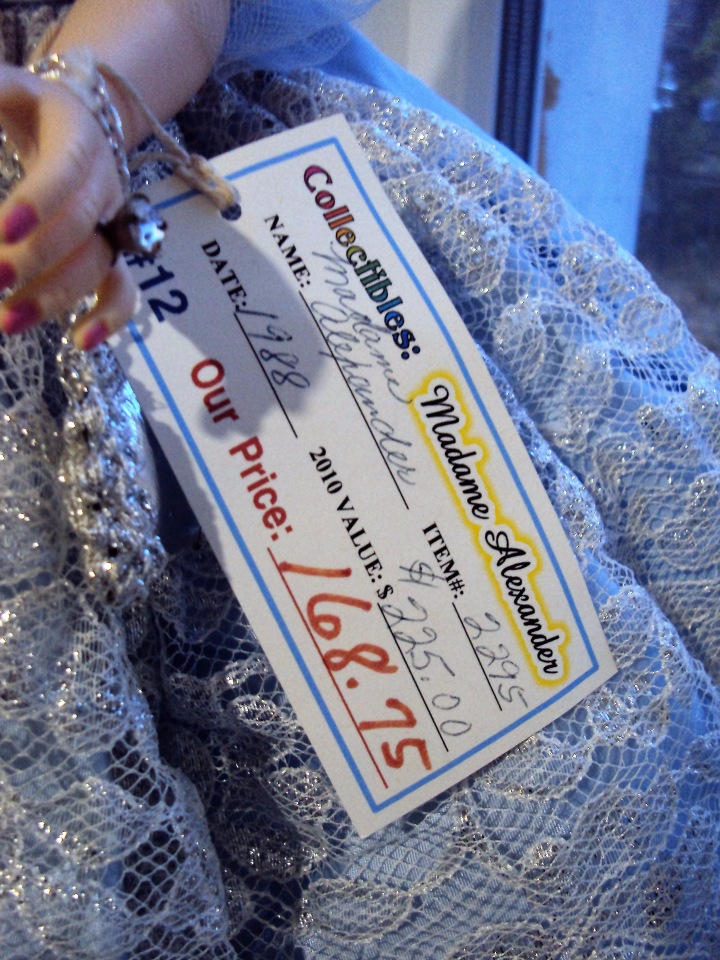 Collectibles: Madame Alexander
NAME: Madame Alexander ITEM#: 2295
DATE: 1988 2010 VALUE: $ $225.00
#12 Our Price: 168.75